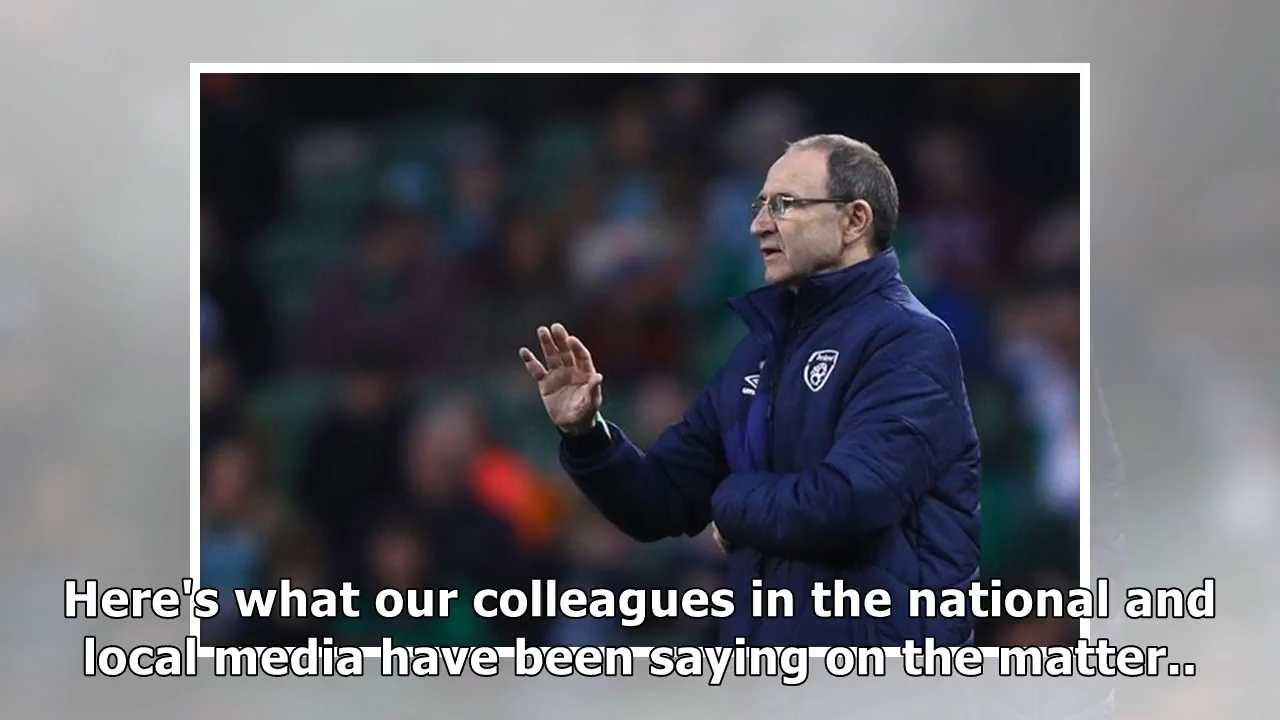 Here's what our colleagues in the national and
local media have been saying on the matter..